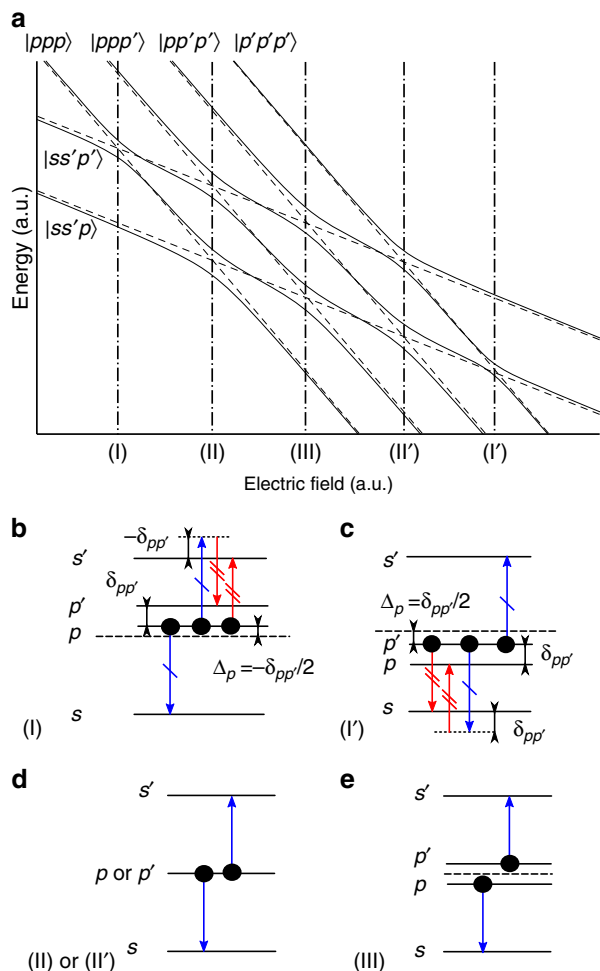 a
|ppp⟩ |ppp′⟩ |pp′p′⟩ |p′p′p′⟩
|ss′p′⟩
|ss′p⟩
Energy (a.u.)
(I) (II) (III) (II′) (I′)
Electric field (a.u.)
b
−δpp′
s′
δpp′
p′
p
Δp = −δpp′/2
s
(I)
c
s′
Δp = δpp′/2
p′
p
δpp′
s
δpp′
(I′)
d
s′
p or p′
s
(II) or (II′)
e
s′
p′
p
s
(III)